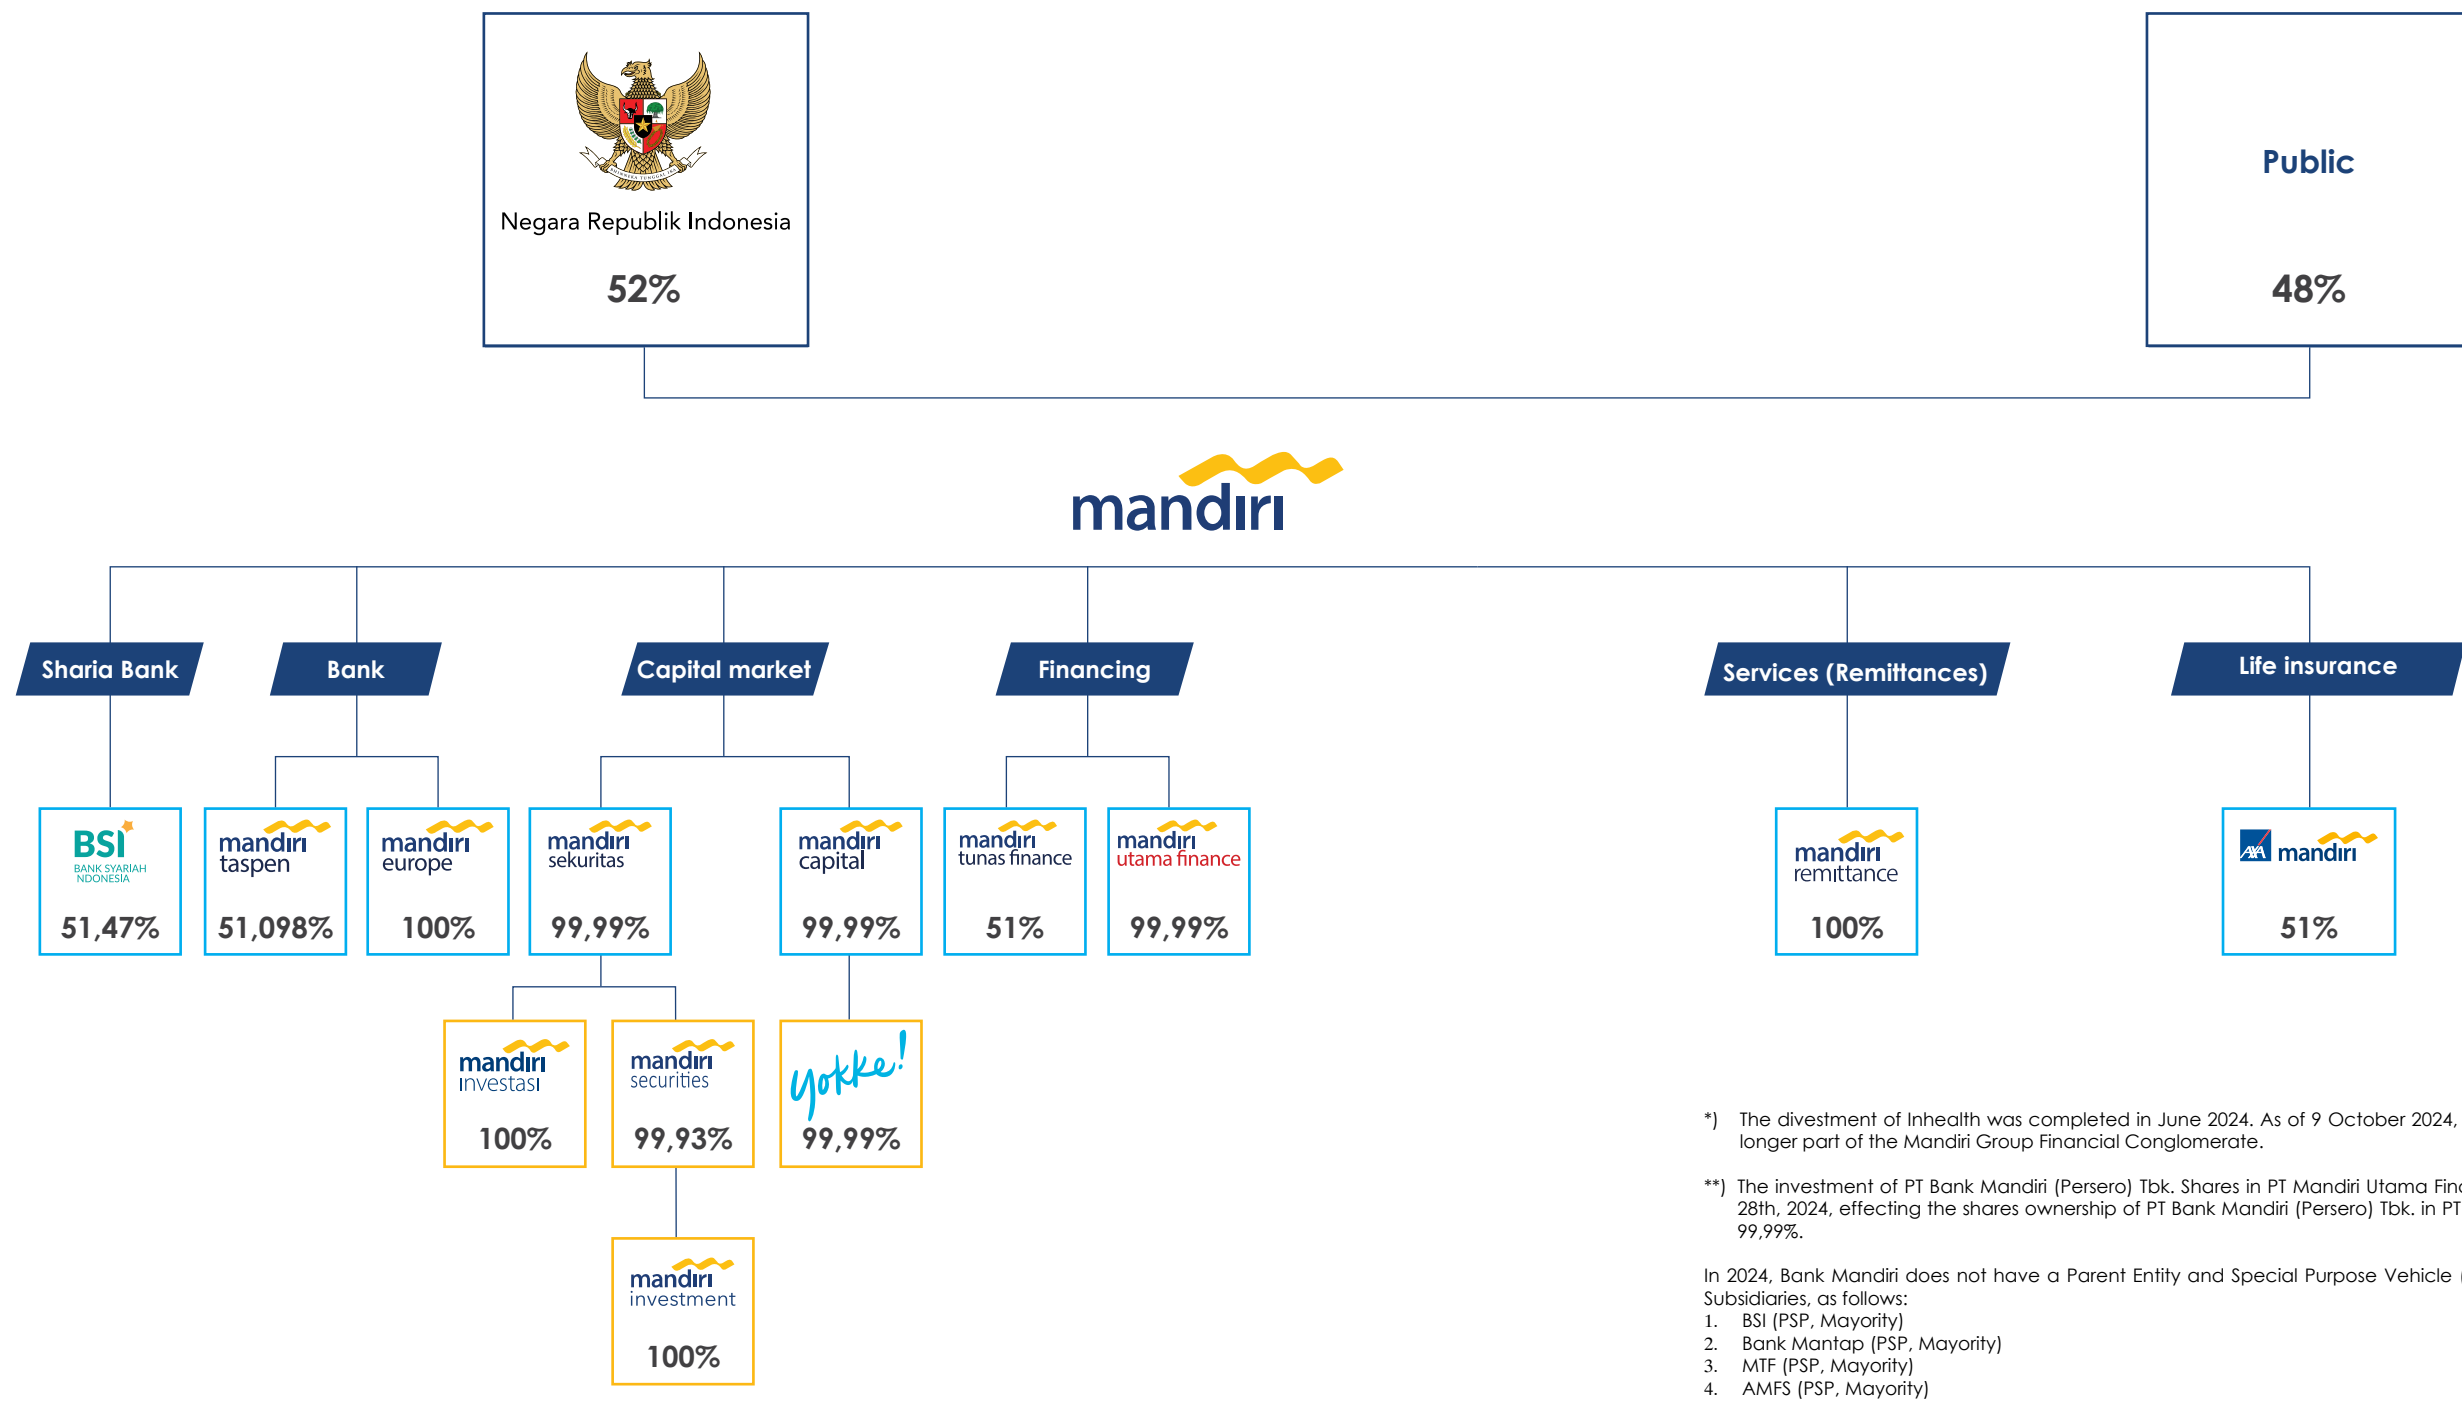 Negara Republik Indonesia
52%
Public
48%
mandiri
Sharia Bank
Bank
Capital market
Financing
Services (Remittances)
Life insurance
BSI
BANK SYARIAH
NDONESIA
51,47%
mandiri
taspen
51,098%
mandiri
europe
100%
mandiri
sekuritas
99,99%
mandiri
capital
99,99%
mandiri
tunas finance
51%
mandiri
utama finance
99,99%
mandiri
remittance
100%
AXA mandiri
51%
mandiri
investasi
100%
mandiri
securities
99,93%
yokke!
99,99%
mandiri
investment
100%
*) The divestment of Inhealth was completed in June 2024. As of 9 October 2024,
longer part of the Mandiri Group Financial Conglomerate.
**) The investment of PT Bank Mandiri (Persero) Tbk. Shares in PT Mandiri Utama
28th, 2024, effecting the shares ownership of PT Bank Mandiri (Persero) Tbk. in PT
99,99%.
In 2024, Bank Mandiri does not have a Parent Entity and Special Purpose Vehicle
Subsidiaries, as follows:
1. BSI (PSP, Mayority)
2. Bank Mantap (PSP, Mayority)
3. MTF (PSP, Mayority)
4. AMFS (PSP, Mayority)